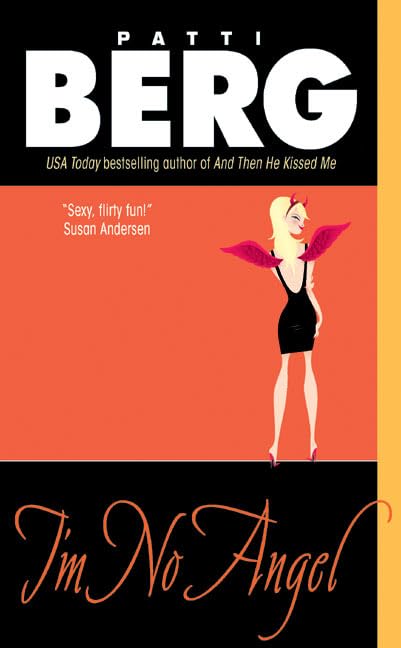 PATTI
BERG
USA Today bestselling author of And Then He Kissed Me
"Sexy, flirty fun!"
Susan Andersen
I'm No Angel